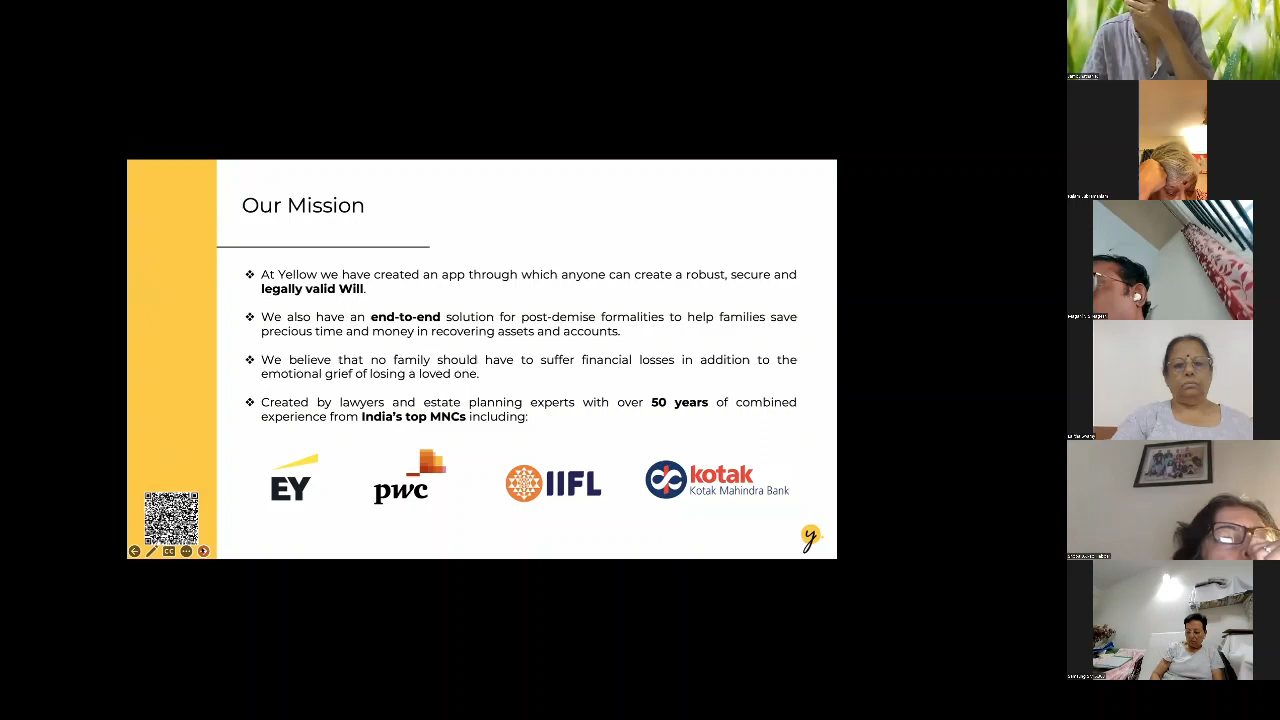 Our Mission
❖ At Yellow we have created an app through which anyone can create a robust, secure and
legally valid Will.
❖ We also have an end-to-end solution for post-demise formalities to help families save
precious time and money in recovering assets and accounts.
❖ We believe that no family should have to suffer financial losses in addition to the
emotional grief of losing a loved one.
❖ Created by lawyers and estate planning experts with over 50 years of combined
experience from India's top MNCs including:
EY
pwc
IIFL
kotak
Kotak Mahindra Bank
y
CC